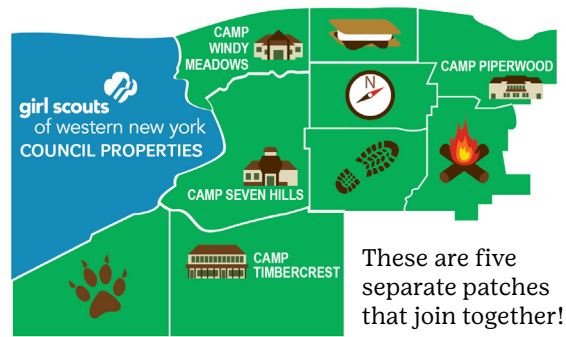 girl scouts
of western new york
COUNCIL PROPERTIES
CAMP
WINDY
MEADOWS
CAMP PIPERWOOD
N
CAMP SEVEN HILLS
CAMP
TIMBERCREST
These are five
separate patches
that join together!